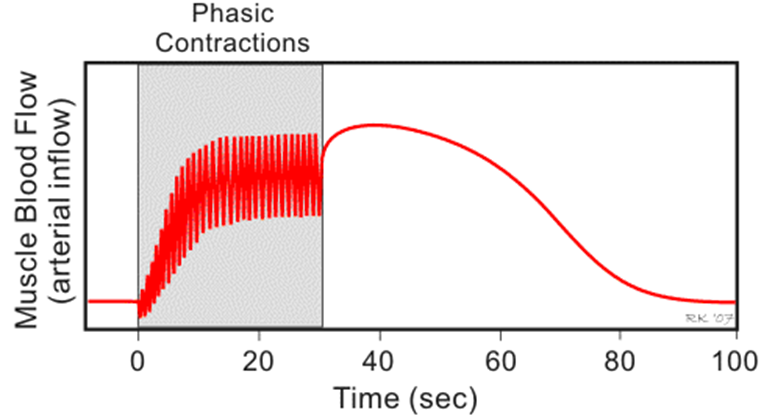 Phasic
Contractions
Muscle Blood Flow
(arterial inflow)
RK '07
0 20 40 60 80 100
Time (sec)